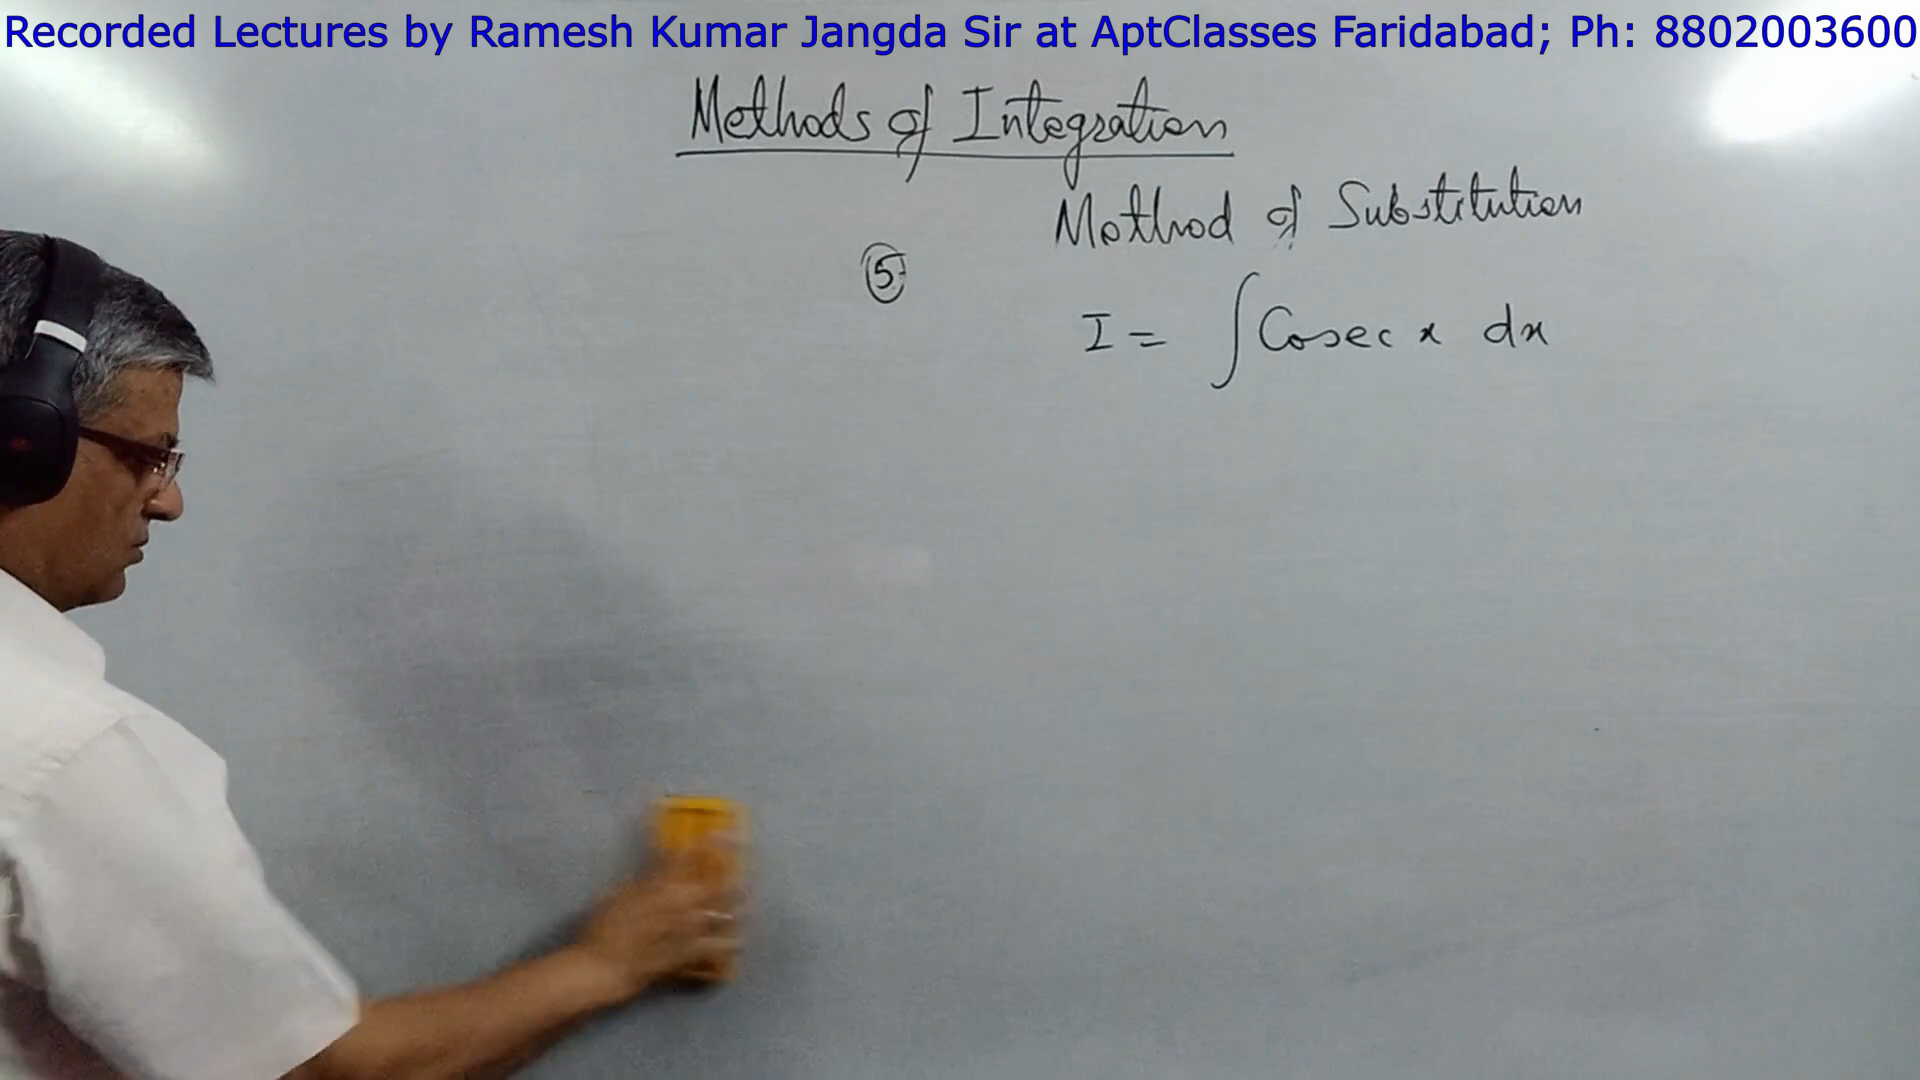 Recorded Lectures by Ramesh Kumar Jangda Sir at AptClasses Faridabad; Ph: 8802003600
Methods of Integration
Method of Substitution
⑤
I = ∫ Cosec x dx